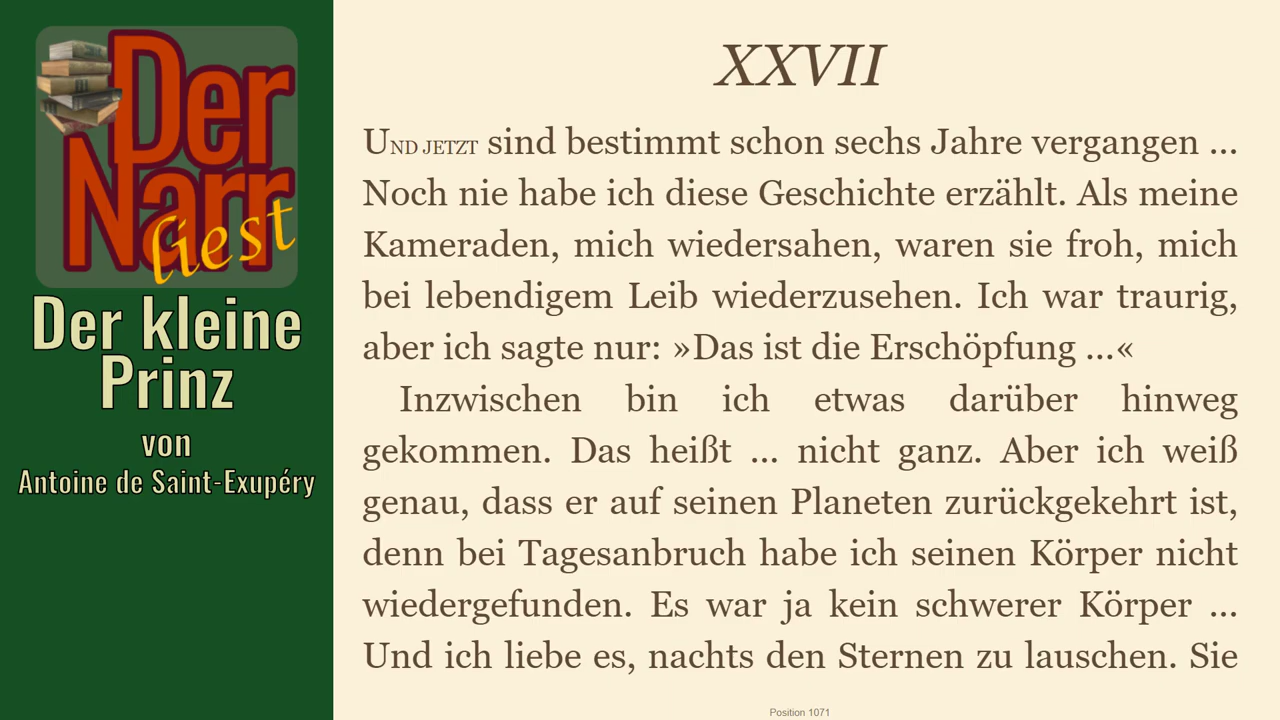 Der
Narr
liest
Der kleine
Prinz
von
Antoine de Saint-Exupéry
XXVII
UND JETZT sind bestimmt schon sechs Jahre vergangen ...
Noch nie habe ich diese Geschichte erzählt. Als meine
Kameraden, mich wiedersahen, waren sie froh, mich
bei lebendigem Leib wiederzusehen. Ich war traurig,
aber ich sagte nur: »Das ist die Erschöpfung ...«
Inzwischen bin ich etwas darüber hinweg
gekommen. Das heißt ... nicht ganz. Aber ich weiß
genau, dass er auf seinen Planeten zurückgekehrt ist,
denn bei Tagesanbruch habe ich seinen Körper nicht
wiedergefunden. Es war ja kein schwerer Körper ...
Und ich liebe es, nachts den Sternen zu lauschen. Sie
Position 1071